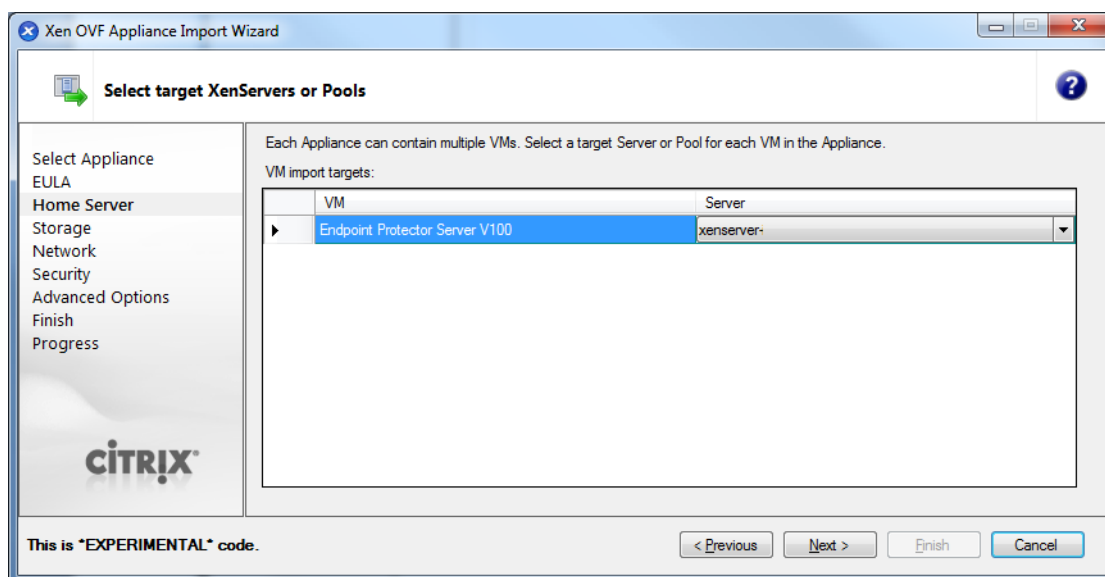 Xen OVF Appliance Import Wizard
Select target XenServers or Pools
Select Appliance
EULA
Home Server
Storage
Network
Security
Advanced Options
Finish
Progress
CITRIX
Each Appliance can contain multiple VMs. Select a target Server or Pool for each VM in the Appliance.
VM import targets:
VM Server
Endpoint Protector Server V100 xenserver-
This is *EXPERIMENTAL* code.
< Previous Next > Finish Cancel